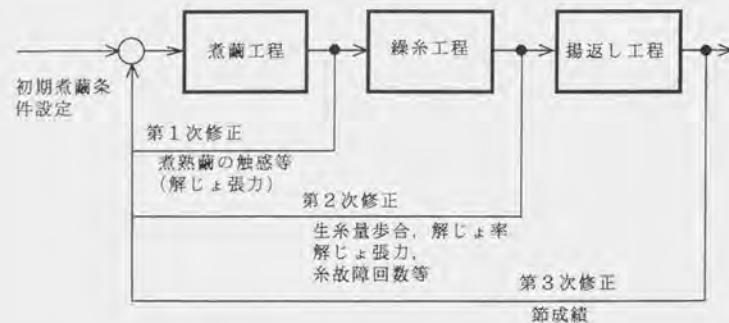 煮繭工程
繰糸工程
揚返し工程
初期煮繭条
件設定
第1次修正
煮熟繭の触感等
(解じょ張力)
第2次修正
生糸量歩合，解じょ率
解じょ張力，
糸故障回数等
第3次修正
節成績